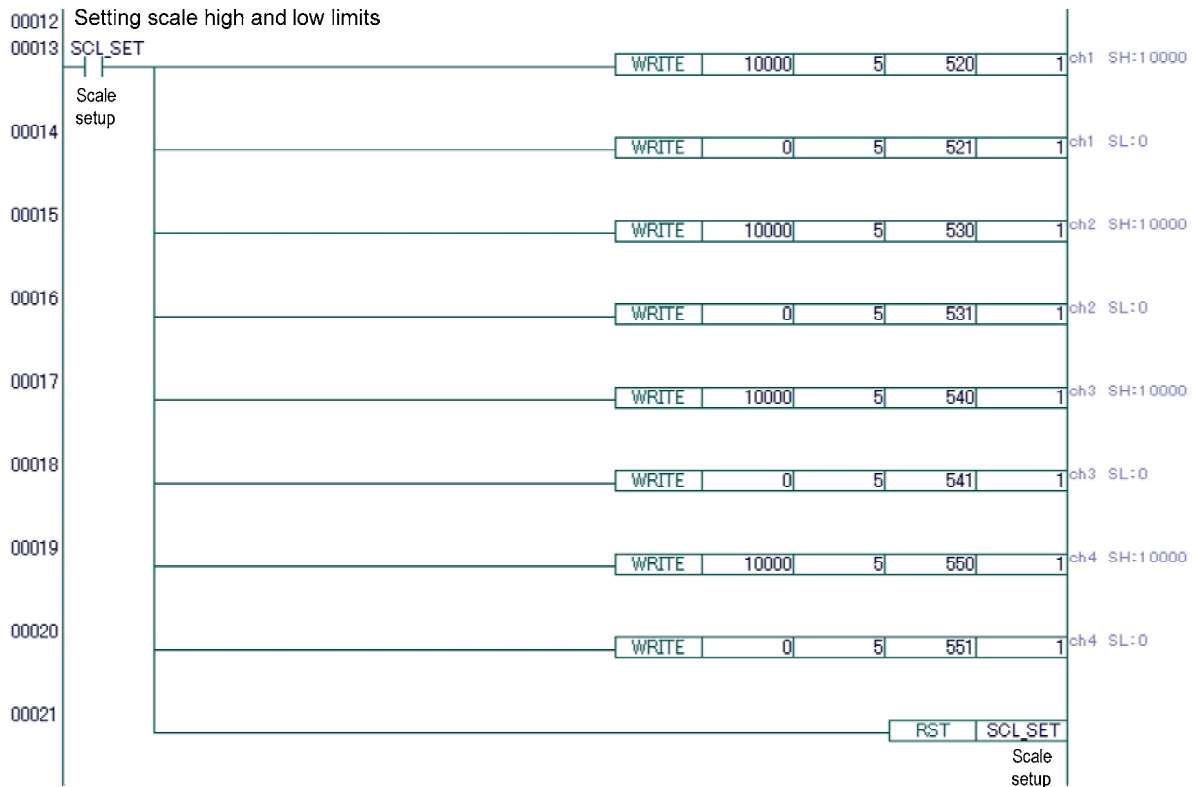 00012 Setting scale high and low limits
00013 SCL_SET
WRITE 10000 5 520 1 ch1 SH:10000
Scale
setup
00014
WRITE 0 5 521 1 ch1 SL:0
00015
WRITE 10000 5 530 1 ch2 SH:10000
00016
WRITE 0 5 531 1 ch2 SL:0
00017
WRITE 10000 5 540 1 ch3 SH:10000
00018
WRITE 0 5 541 1 ch3 SL:0
00019
WRITE 10000 5 550 1 ch4 SH:10000
00020
WRITE 0 5 551 1 ch4 SL:0
00021
RST SCL_SET
Scale
setup